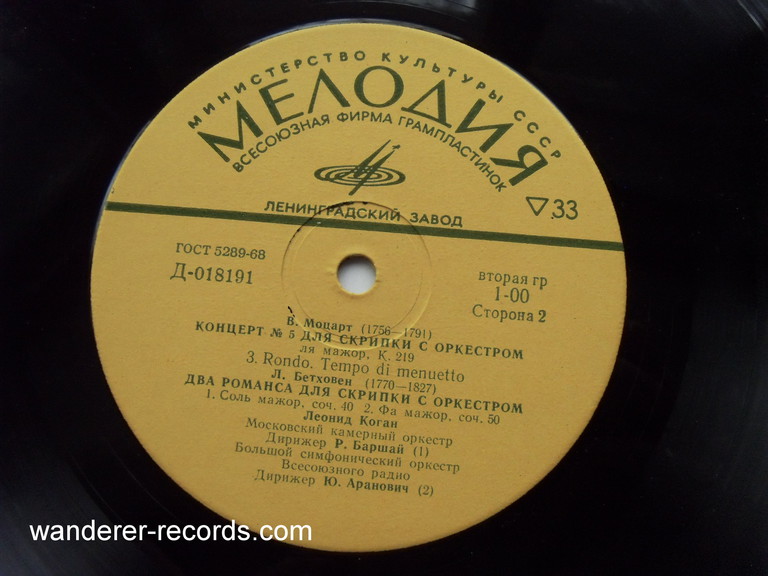 МИНИСТЕРСТВО КУЛЬТУРЫ СССР
МЕЛОДИЯ
ВСЕСОЮЗНАЯ ФИРМА ГРАМПЛАСТИНОК
ЛЕНИНГРАДСКИЙ ЗАВОД
33
ГОСТ 5289-68
Д-018191
вторая гр
1-00
Сторона 2
В. Моцарт (1756—1791)
КОНЦЕРТ № 5 ДЛЯ СКРИПКИ С ОРКЕСТРОМ
ля мажор, К. 219
3. Rondo. Tempo di menuetto
Л. Бетховен (1770—1827)
ДВА РОМАНСА ДЛЯ СКРИПКИ С ОРКЕСТРОМ
1. Соль мажор, соч. 40 2. Фа мажор, соч. 50
Леонид Коган
Московский камерный оркестр
Дирижер Р. Баршай (1)
Большой симфонический оркестр
Всесоюзного радио
Дирижер Ю. Аранович (2)
wanderer-records.com